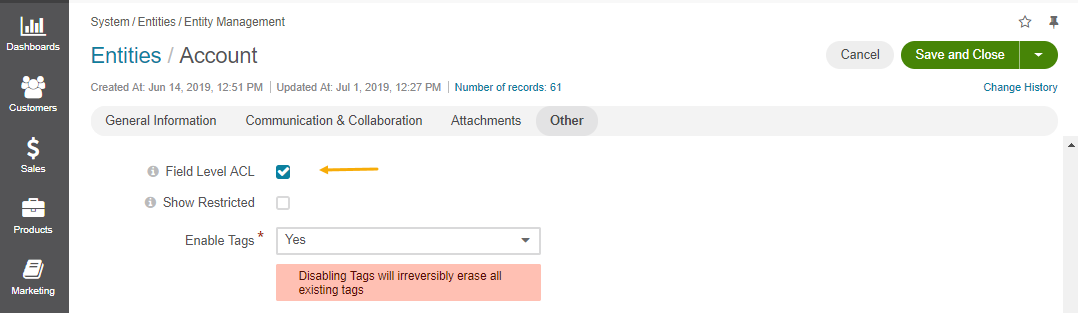 System / Entities / Entity Management
Entities / Account
Cancel
Save and Close
Created At: Jun 14, 2019, 12:51 PM | Updated At: Jul 1, 2019, 12:27 PM | Number of records: 61
Change History
General Information
Communication & Collaboration
Attachments
Other
Dashboards
Customers
Sales
Products
Marketing
Field Level ACL
Show Restricted
Enable Tags *
Yes
Disabling Tags will irreversibly erase all
existing tags